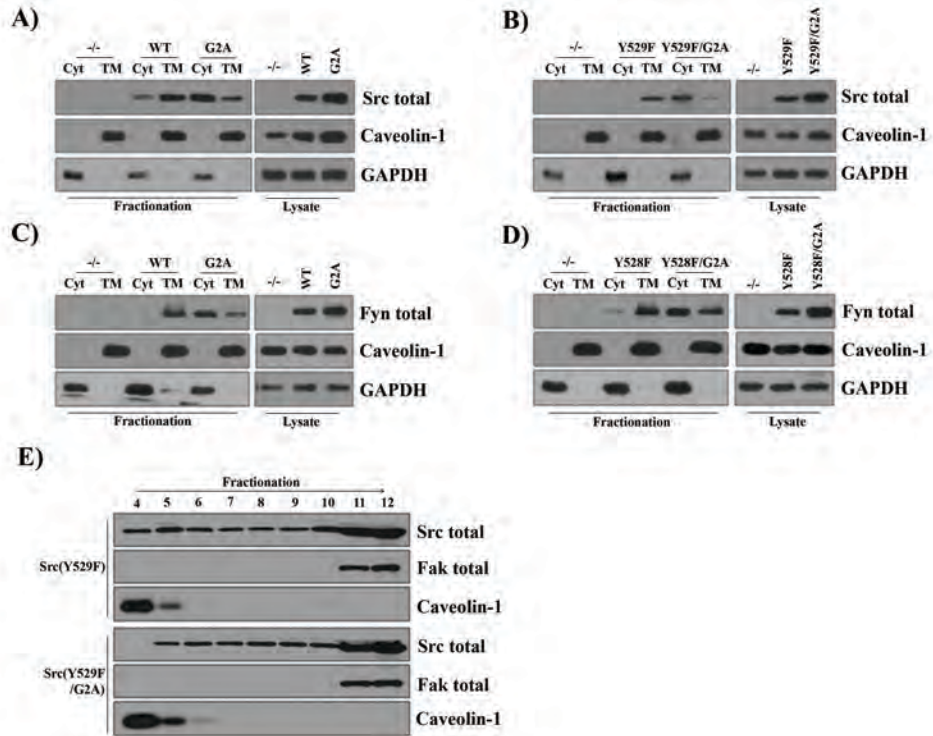 A)
-/- WT G2A
Cyt TM Cyt TM Cyt TM -/- WT G2A
Src total
Caveolin-1
GAPDH
Fractionation Lysate
B)
-/- Y529F Y529F/G2A
Cyt TM Cyt TM Cyt TM -/- Y529F Y529F/G2A
Src total
Caveolin-1
GAPDH
Fractionation Lysate
C)
-/- WT G2A
Cyt TM Cyt TM Cyt TM -/- WT G2A
Fyn total
Caveolin-1
GAPDH
Fractionation Lysate
D)
-/- Y528F Y528F/G2A
Cyt TM Cyt TM Cyt TM -/- Y528F Y528F/G2A
Fyn total
Caveolin-1
GAPDH
Fractionation Lysate
E)
Fractionation
4 5 6 7 8 9 10 11 12
Src(Y529F)
Src total
Fak total
Caveolin-1
Src(Y529F
/G2A)
Src total
Fak total
Caveolin-1